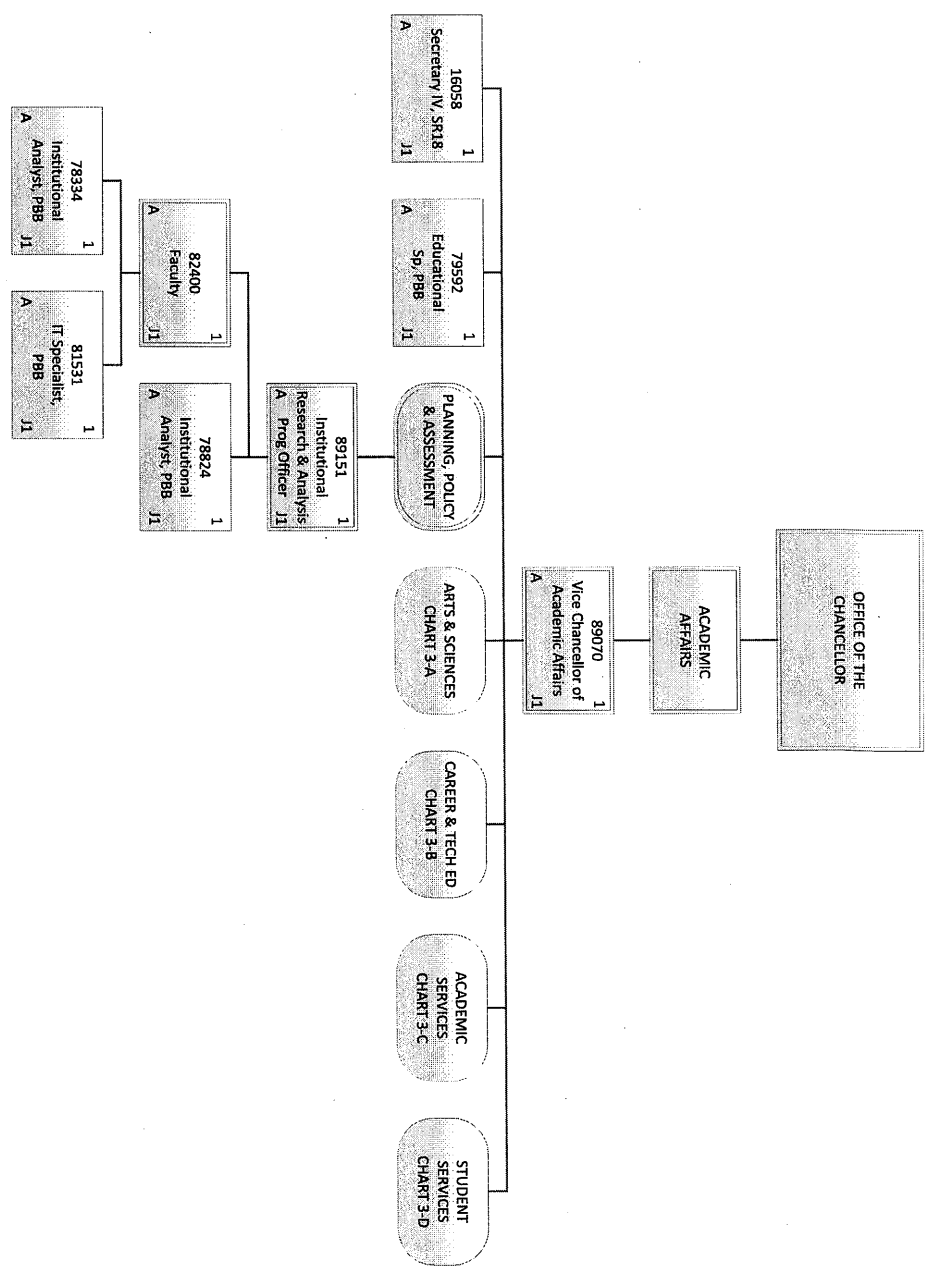 OFFICE OF THE
CHANCELLOR
ACADEMIC
AFFAIRS
89070
1
Vice Chancellor of
Academic Affairs
A
J1
16058
1
Secretary IV, SR18
A
J1
79592
1
Educational
Sp, PBB
A
J1
PLANNING, POLICY
& ASSESSMENT
ARTS & SCIENCES
CHART 3-A
CAREER & TECH ED
CHART 3-B
ACADEMIC
SERVICES
CHART 3-C
STUDENT
SERVICES
CHART 3-D
89151
1
Institutional
Research & Analysis
Prog Officer
A
J1
82400
1
Faculty
A
J1
78824
1
Institutional
Analyst, PBB
A
J1
78334
1
Institutional
Analyst, PBB
A
J1
81531
1
IT Specialist,
PBB
A
J1